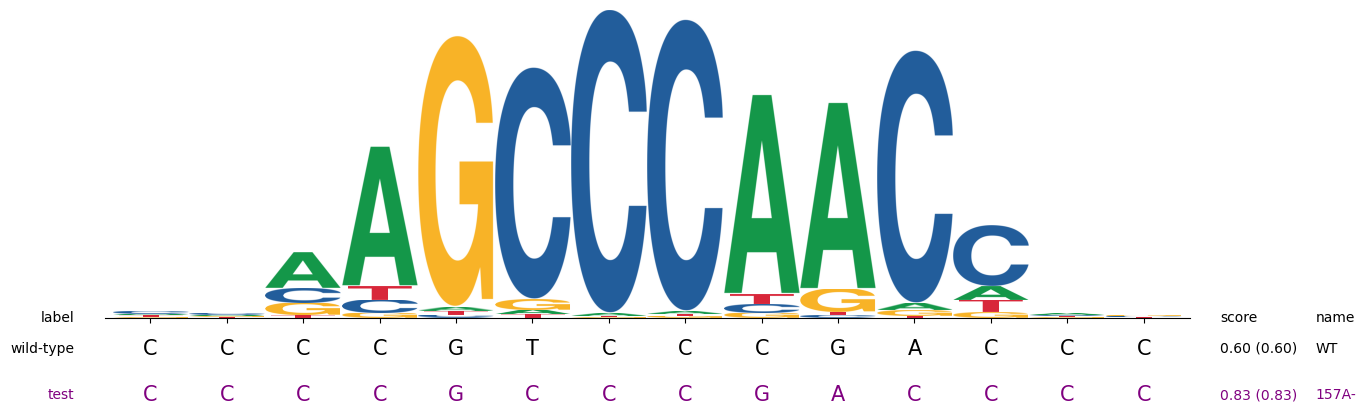 label score name
wild-type C C C C G T C C C G A C C C 0.60 (0.60) WT
test C C C C G C C C G A C C C C 0.83 (0.83) 157A-